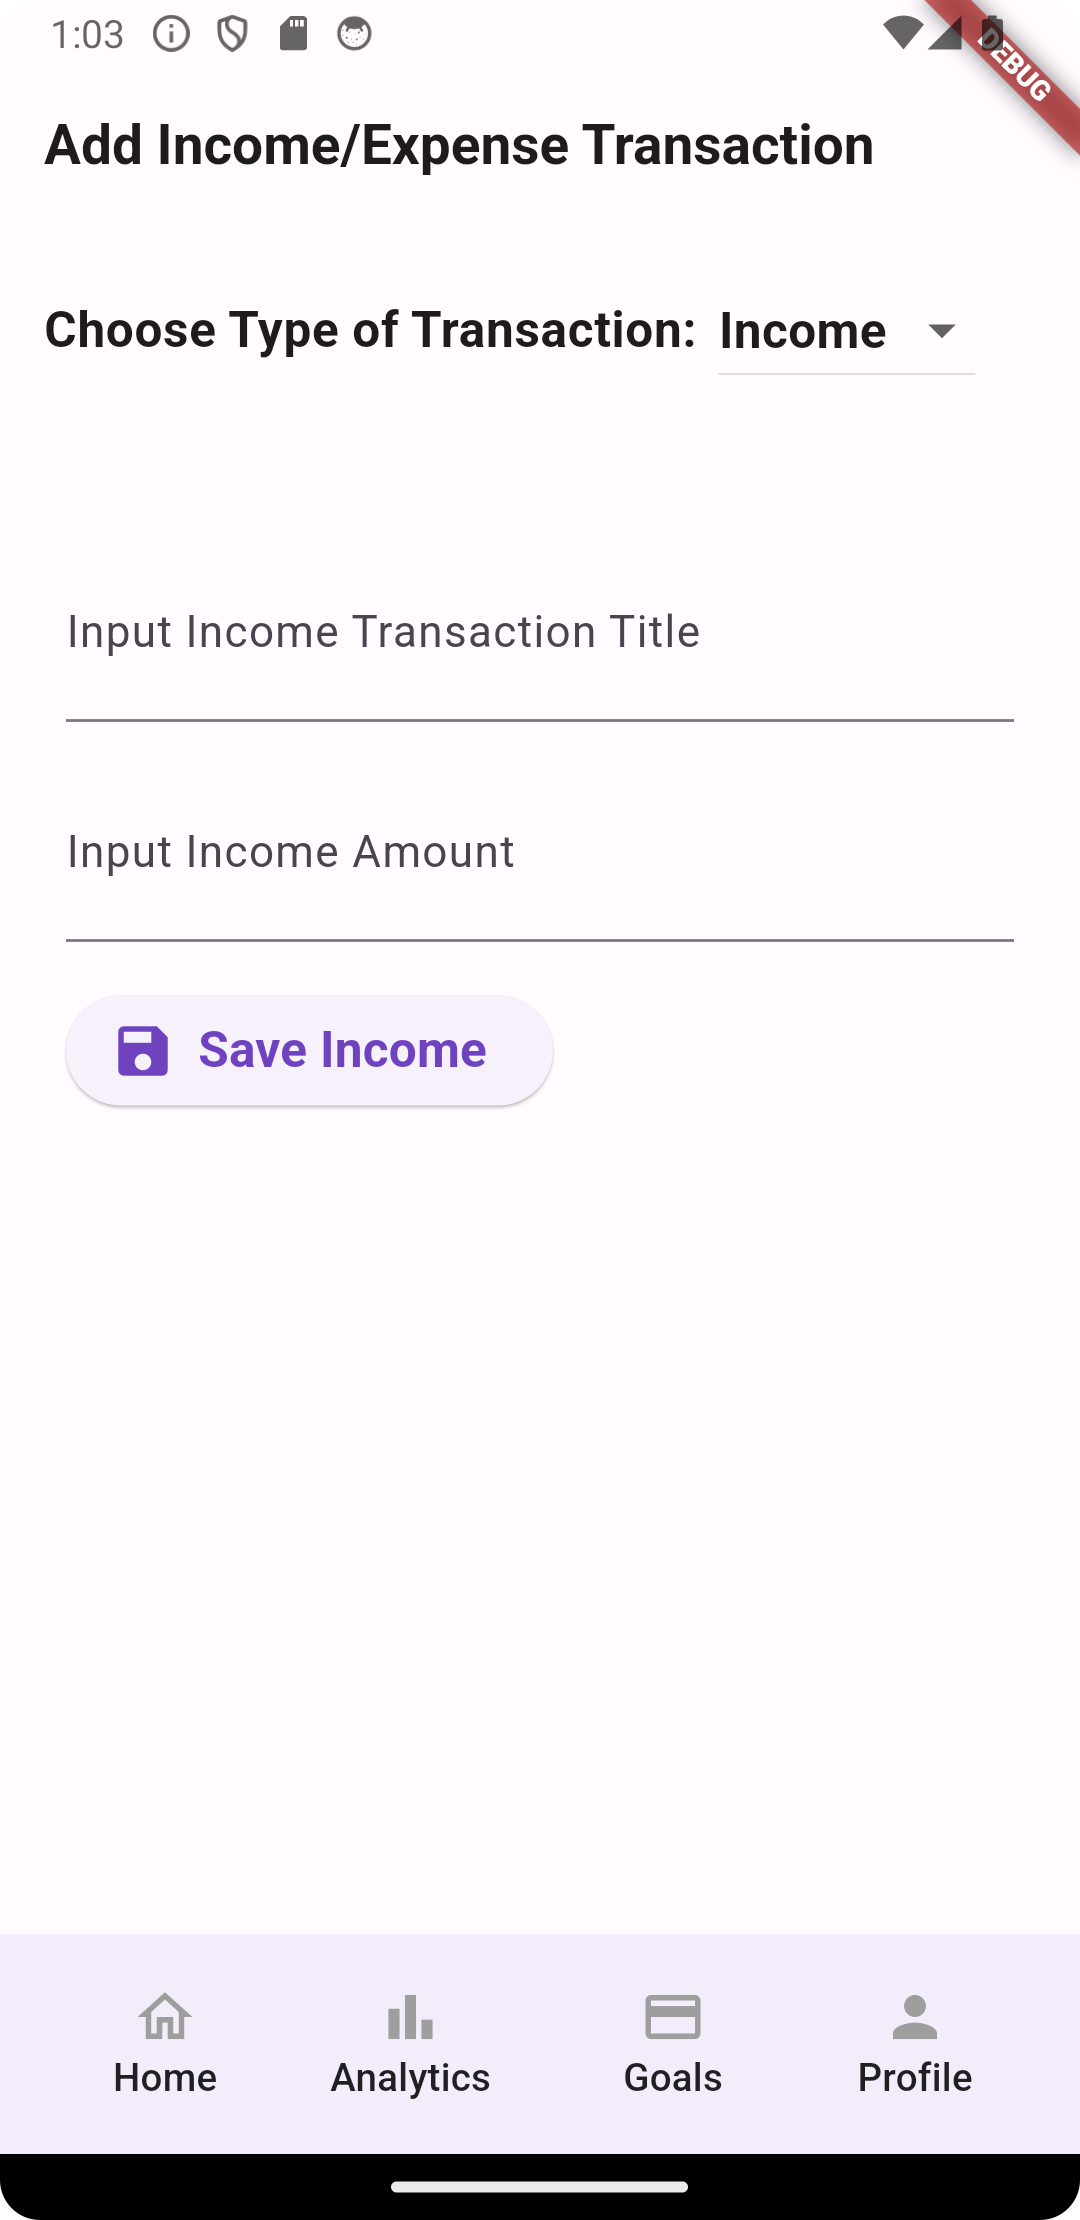 1:03
DEBUG
Add Income/Expense Transaction
Choose Type of Transaction: Income
Input Income Transaction Title
Input Income Amount
Save Income
Home Analytics Goals Profile